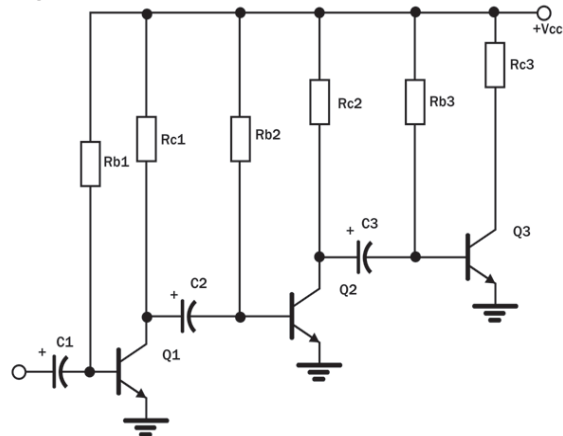 +Vcc
Rc3
Rc2
Rb3
Rb2
Rc1
Rb1
C3
+
Q3
C2
+
Q2
C1
+
Q1